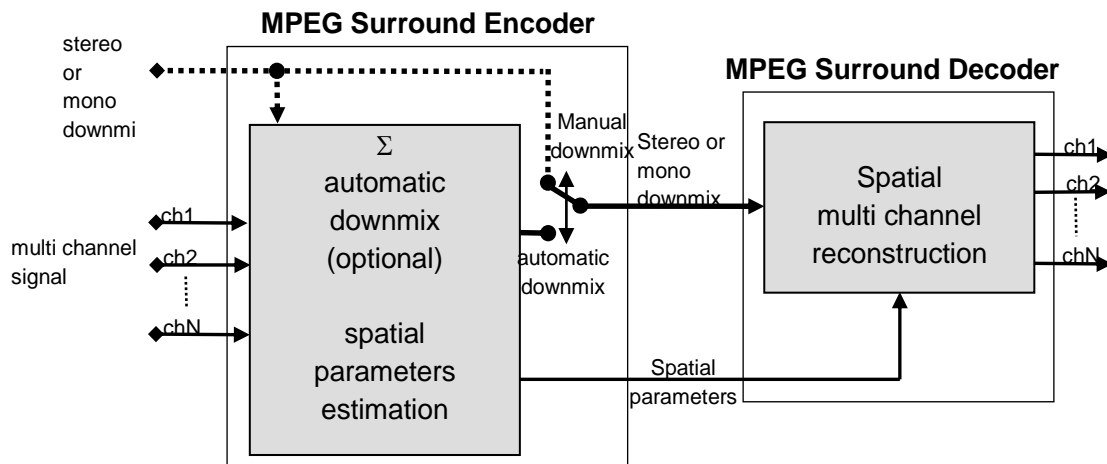 MPEG Surround Encoder
stereo
or
mono
downmi
MPEG Surround Decoder
Σ
automatic
downmix
(optional)
spatial
parameters
estimation
multi channel
signal
ch1
ch2
chN
Manual
downmix
automatic
downmix
Stereo or
mono
downmix
Spatial
parameters
Spatial
multi channel
reconstruction
ch1
ch2
chN